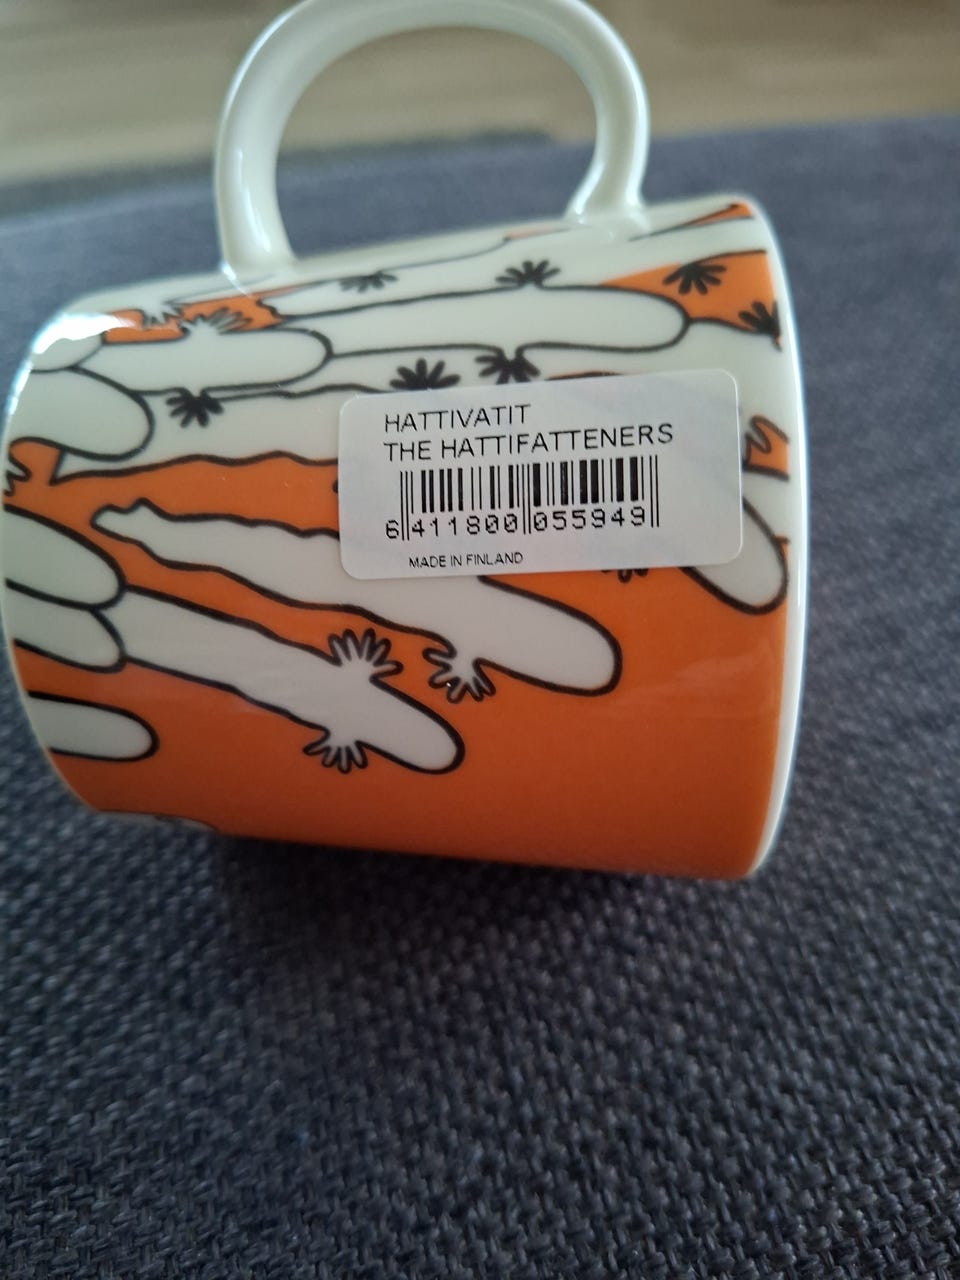 HATTIVATIT
THE HATTIFATTENERS
6 411800 055949
MADE IN FINLAND